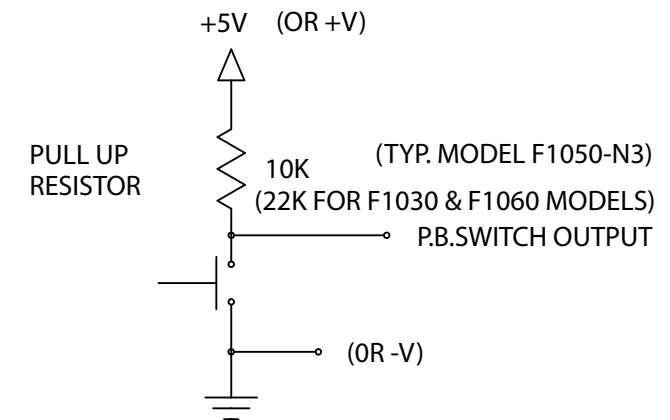 +5V (OR +V)
PULL UP
RESISTOR
10K
(TYP. MODEL F1050-N3)
(22K FOR F1030 & F1060 MODELS)
P.B.SWITCH OUTPUT
(0R -V)